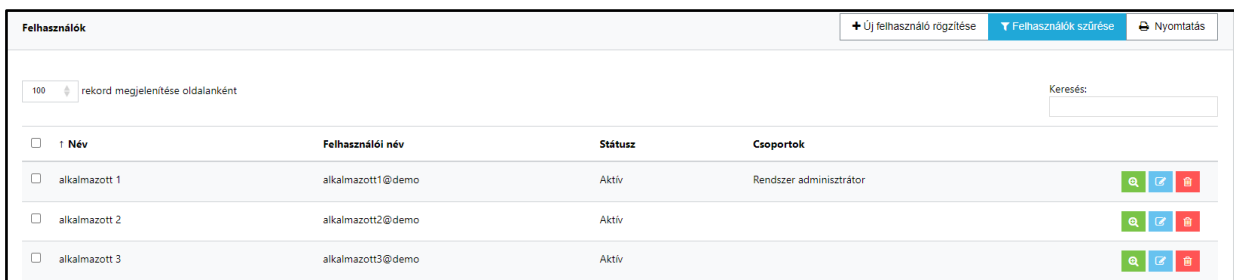 Felhasználók
Új felhasználó rögzítése
Felhasználók szűrése
Nyomtatás
100 rekord megjelenítése oldalanként
Keresés:
↑ Név Felhasználói név Státusz Csoportok
alkalmazott 1 alkalmazott1@demo Aktív Rendszer adminisztrátor
alkalmazott 2 alkalmazott2@demo Aktív
alkalmazott 3 alkalmazott3@demo Aktív